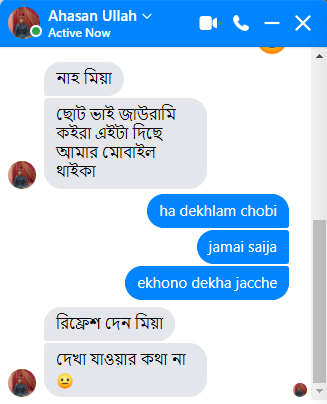 Ahasan Ullah
Active Now
নাহ মিয়া
ছোট ভাই জাউরামি
কইরা এইটা দিছে
আমার মোবাইল
থাইকা
ha dekhlam chobi
jamai saija
ekhono dekha jacche
রিফ্রেশ দেন মিয়া
দেখা যাওয়ার কথা না
😐